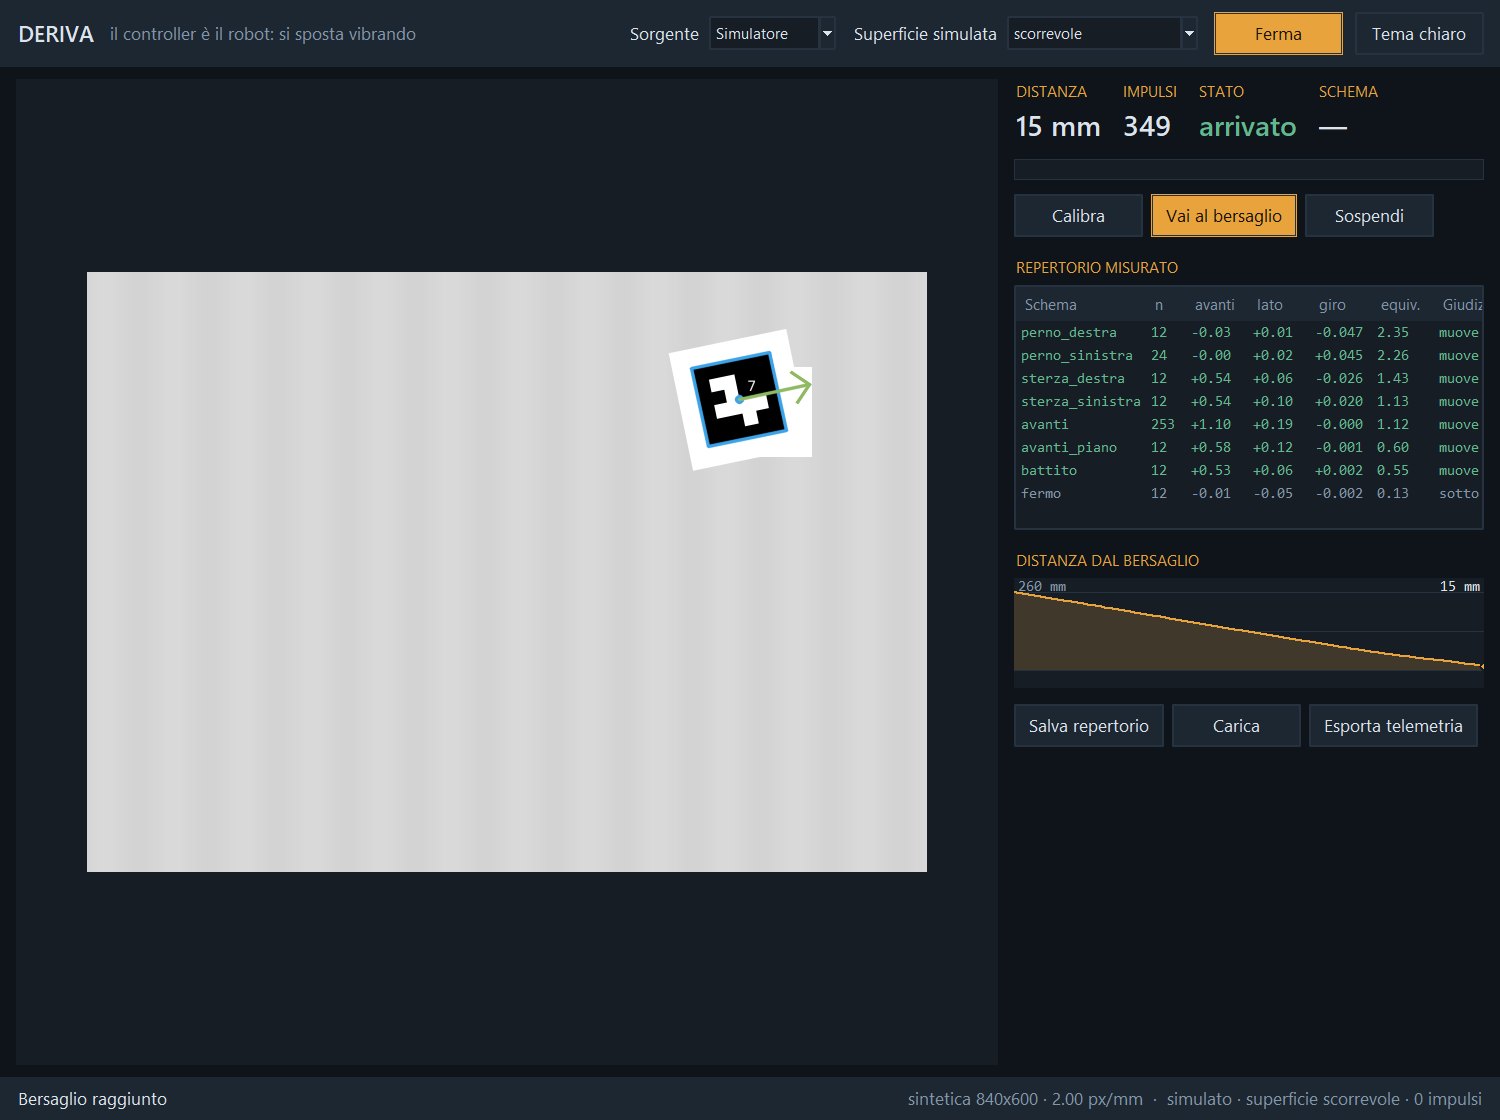 DERIVA il controller è il robot: si sposta vibrando Sorgente Simulatore Superficie simulata scorrevole Ferma Tema chiaro
DISTANZA IMPULSI STATO SCHEMA
15 mm 349 arrivato —
Calibra Vai al bersaglio Sospendi
REPERTORIO MISURATO
Schema n avanti lato giro equiv. Giudiz
perno_destra 12 -0.03 +0.01 -0.047 2.35 muove
perno_sinistra 24 -0.00 +0.02 +0.045 2.26 muove
sterza_destra 12 +0.54 +0.06 -0.026 1.43 muove
sterza_sinistra 12 +0.54 +0.10 +0.020 1.13 muove
avanti 253 +1.10 +0.19 -0.000 1.12 muove
avanti_piano 12 +0.58 +0.12 -0.001 0.60 muove
battito 12 +0.53 +0.06 +0.002 0.55 muove
fermo 12 -0.01 -0.05 -0.002 0.13 sotto
7
DISTANZA DAL BERSAGLIO
260 mm 15 mm
Salva repertorio Carica Esporta telemetria
Bersaglio raggiunto sintetica 840x600 · 2.00 px/mm · simulato · superficie scorrevole · 0 impulsi